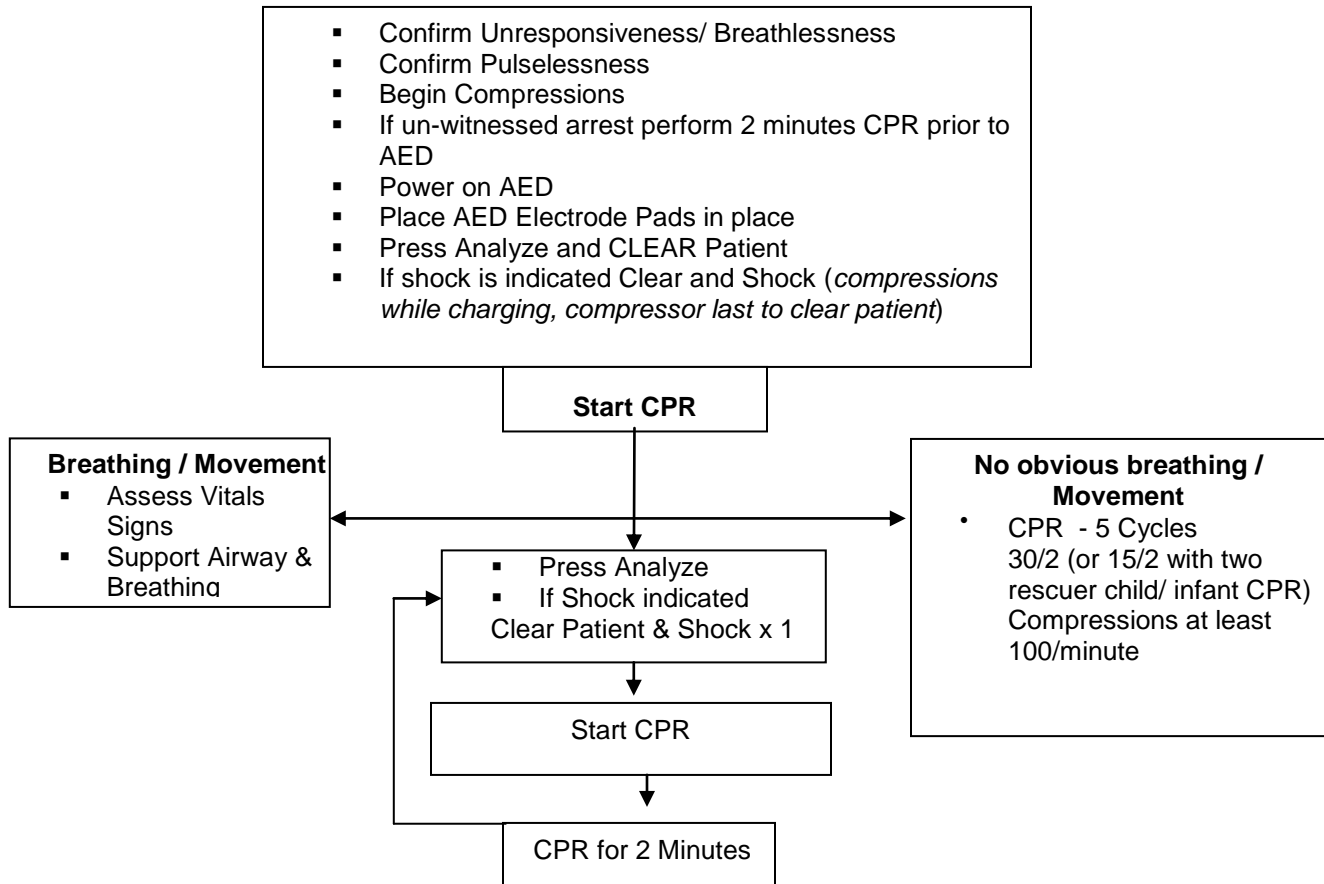 ▪ Confirm Unresponsiveness/ Breathlessness
▪ Confirm Pulselessness
▪ Begin Compressions
▪ If un-witnessed arrest perform 2 minutes CPR prior to
AED
▪ Power on AED
▪ Place AED Electrode Pads in place
▪ Press Analyze and CLEAR Patient
▪ If shock is indicated Clear and Shock (compressions
while charging, compressor last to clear patient)
Start CPR
Breathing / Movement
▪ Assess Vitals
Signs
▪ Support Airway &
Breathing
No obvious breathing /
Movement
• CPR - 5 Cycles
30/2 (or 15/2 with two
rescuer child/ infant CPR)
Compressions at least
100/minute
▪ Press Analyze
▪ If Shock indicated
Clear Patient & Shock x 1
Start CPR
CPR for 2 Minutes